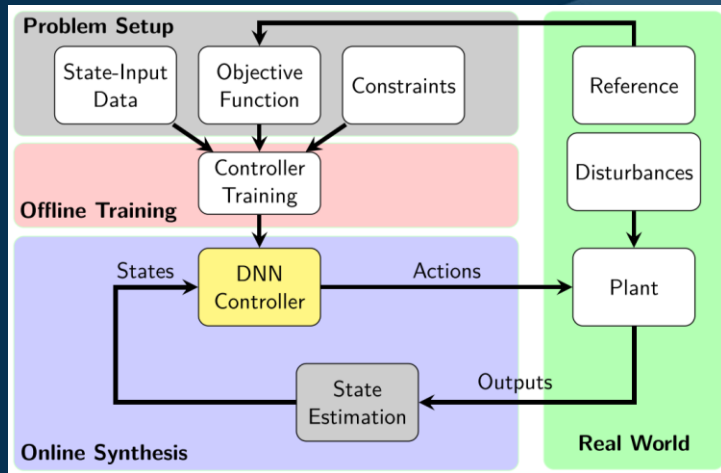 Problem Setup
State-Input
Data
Objective
Function
Constraints
Reference
Controller
Training
Disturbances
Offline Training
States
DNN
Controller
Actions
Plant
State
Estimation
Outputs
Online Synthesis
Real World